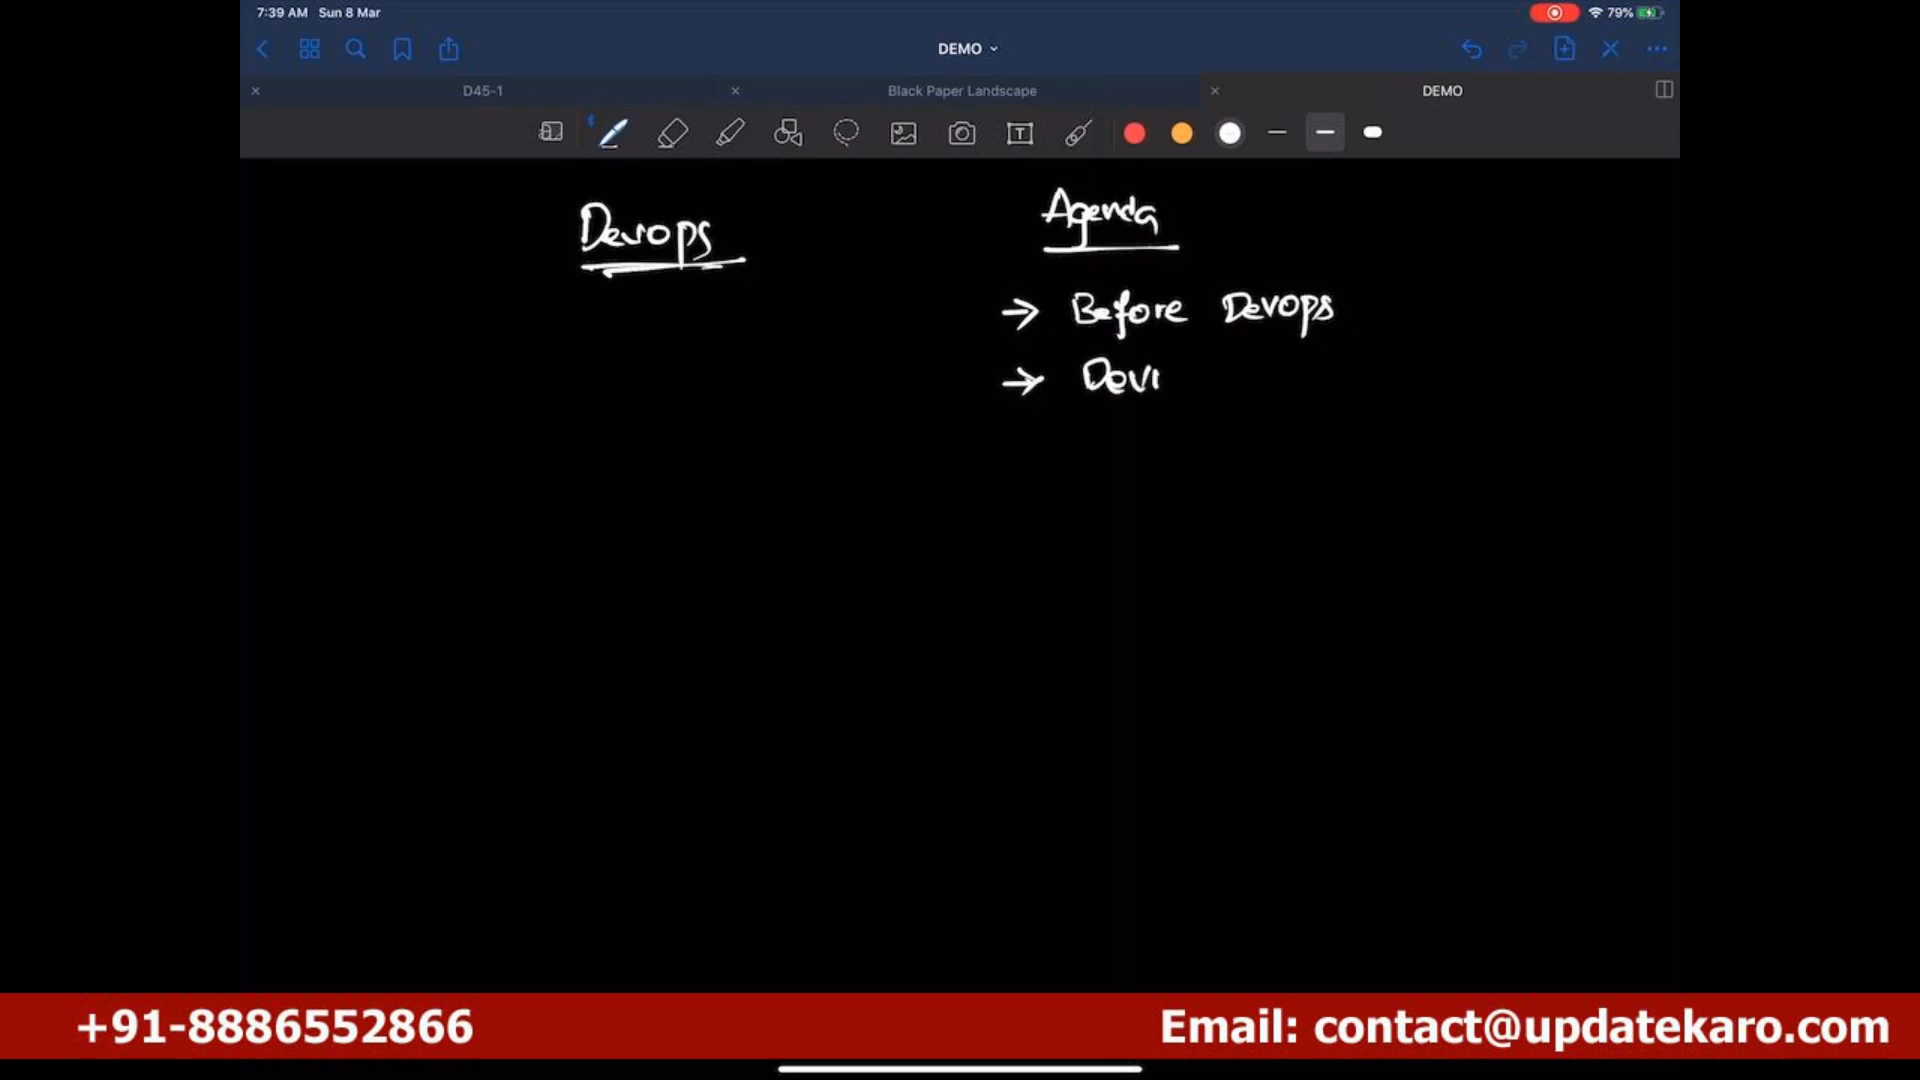 7:39 AM Sun 8 Mar
79%
DEMO
D45-1
Black Paper Landscape
DEMO
T
Devops
Agenda
→ Before Devops
→ Dev
+91-8886552866
Email: contact@updatekaro.com